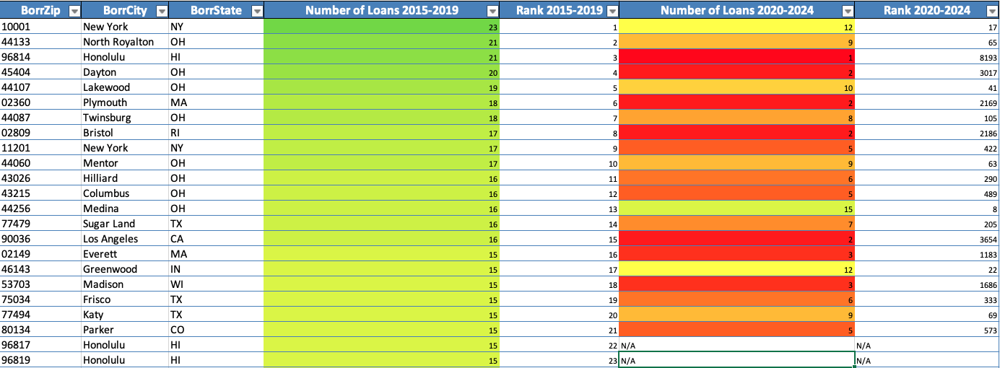 BorrZip BorrCity BorrState Number of Loans 2015-2019 Rank 2015-2019 Number of Loans 2020-2024 Rank 2020-2024
10001 New York NY 23 1 12 17
44133 North Royalton OH 21 2 9 65
96814 Honolulu HI 21 3 1 8193
45404 Dayton OH 20 4 2 3017
44107 Lakewood OH 19 5 10 41
02360 Plymouth MA 18 6 2 2169
44087 Twinsburg OH 18 7 8 105
02809 Bristol RI 17 8 2 2186
11201 New York NY 17 9 5 422
44060 Mentor OH 17 10 9 63
43026 Hilliard OH 16 11 6 290
43215 Columbus OH 16 12 5 489
44256 Medina OH 16 13 15 8
77479 Sugar Land TX 16 14 7 205
90036 Los Angeles CA 16 15 2 3654
02149 Everett MA 15 16 3 1183
46143 Greenwood IN 15 17 12 22
53703 Madison WI 15 18 3 1686
75034 Frisco TX 15 19 6 333
77494 Katy TX 15 20 9 69
80134 Parker CO 15 21 5 573
96817 Honolulu HI 15 22 N/A N/A
96819 Honolulu HI 15 23 N/A N/A